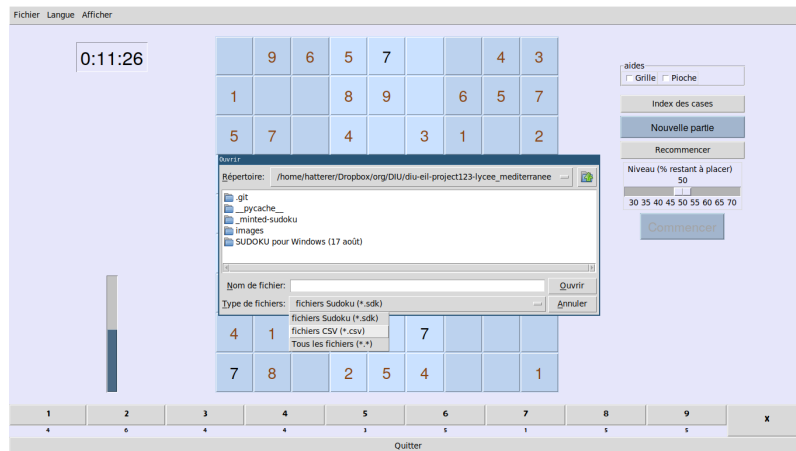 Fichier Langue Afficher
0:11:26
9 6 5 7 4 3
1 8 9 6 5 7
5 7 4 3 1 2
aides
Grille Pioche
Index des cases
Nouvelle partie
Recommencer
Niveau (% restant à placer)
50
30 35 40 45 50 55 60 65 70
Commencer
Ouvrir
Répertoire: /home/hatterer/Dropbox/org/DIU/diu-eil-project123-lycee_mediterranee
.git
__pycache__
_minted-sudoku
images
SUDOKU pour Windows (17 août)
Nom de fichier: Ouvrir
Type de fichiers: fichiers Sudoku (*.sdk) Annuler
fichiers Sudoku (*.sdk)
fichiers CSV (*.csv)
Tous les fichiers (*.*)
4 1 7
7 8 2 5 4 1
1 2 3 4 5 6 7 8 9 x
4 6 4 4 3 5 1 5 5
Quitter